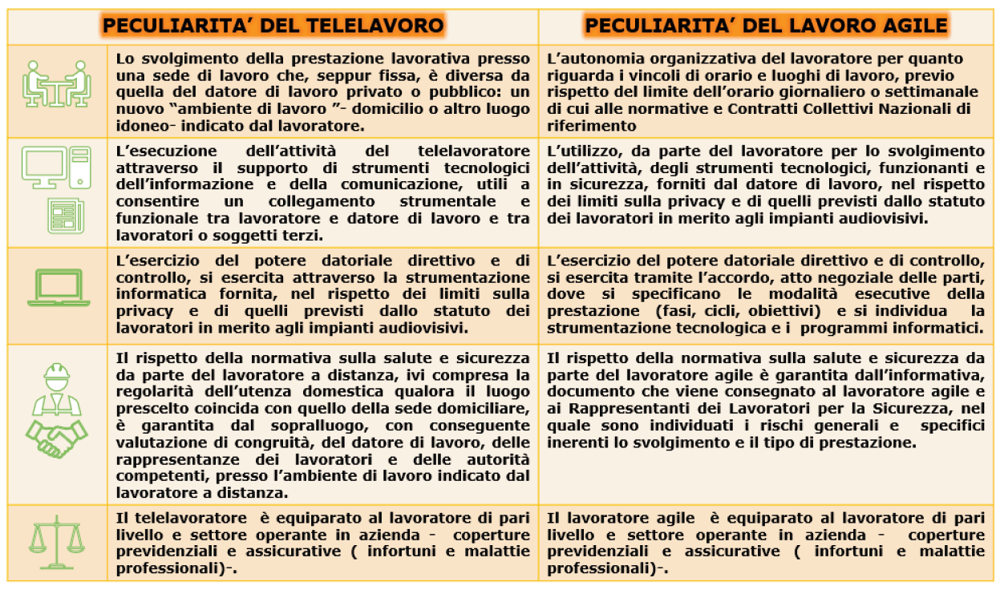 PECULIARITA’ DEL TELELAVORO
PECULIARITA’ DEL LAVORO AGILE
Lo svolgimento della prestazione lavorativa presso
una sede di lavoro che, seppur fissa, è diversa da
quella del datore di lavoro privato o pubblico: un
nuovo “ambiente di lavoro ”- domicilio o altro luogo
idoneo- indicato dal lavoratore.
L’autonomia organizzativa del lavoratore per quanto
riguarda i vincoli di orario e luoghi di lavoro, previo
rispetto del limite dell’orario giornaliero o settimanale
di cui alle normative e Contratti Collettivi Nazionali di
riferimento
L’esecuzione dell’attività del telelavoratore
attraverso il supporto di strumenti tecnologici
dell’informazione e della comunicazione, utili a
consentire un collegamento strumentale e
funzionale tra lavoratore e datore di lavoro e tra
lavoratori o soggetti terzi.
L’utilizzo, da parte del lavoratore per lo svolgimento
dell’attività, degli strumenti tecnologici, funzionanti e
in sicurezza, forniti dal datore di lavoro, nel rispetto
dei limiti sulla privacy e di quelli previsti dallo statuto
dei lavoratori in merito agli impianti audiovisivi.
L’esercizio del potere datoriale direttivo e di
controllo, si esercita attraverso la strumentazione
informatica fornita, nel rispetto dei limiti sulla
privacy e di quelli previsti dallo statuto dei
lavoratori in merito agli impianti audiovisivi.
L’esercizio del potere datoriale direttivo e di controllo,
si esercita tramite l’accordo, atto negoziale delle parti,
dove si specificano le modalità esecutive della
prestazione (fasi, cicli, obiettivi) e si individua la
strumentazione tecnologica e i programmi informatici.
Il rispetto della normativa sulla salute e sicurezza
da parte del lavoratore a distanza, ivi compresa la
regolarità dell’utenza domestica qualora il luogo
prescelto coincida con quello della sede domiciliare,
è garantita dal sopralluogo, con conseguente
valutazione di congruità, del datore di lavoro, delle
rappresentanze dei lavoratori e delle autorità
competenti, presso l’ambiente di lavoro indicato dal
lavoratore a distanza.
Il rispetto della normativa sulla salute e sicurezza da
parte del lavoratore agile è garantita dall’informativa,
documento che viene consegnato al lavoratore agile e
ai Rappresentanti dei Lavoratori per la Sicurezza, nel
quale sono individuati i rischi generali e specifici
inerenti lo svolgimento e il tipo di prestazione.
Il telelavoratore è equiparato al lavoratore di pari
livello e settore operante in azienda - coperture
previdenziali e assicurative ( infortuni e malattie
professionali)-.
Il lavoratore agile è equiparato al lavoratore di pari
livello e settore operante in azienda - coperture
previdenziali e assicurative ( infortuni e malattie
professionali)-.